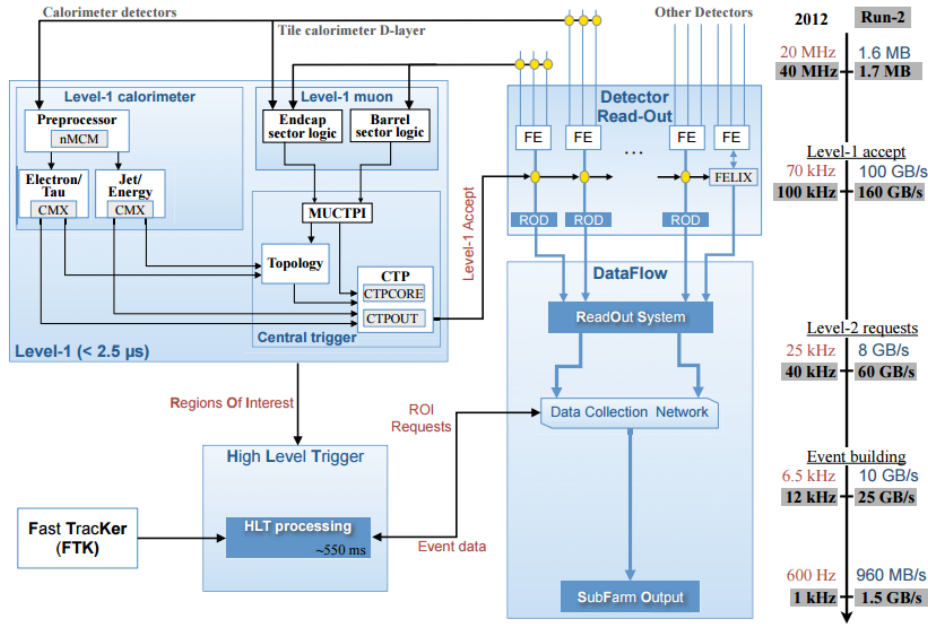 Calorimeter detectors
Tile calorimeter D-layer
Other Detectors
2012
Run-2
20 MHz
1.6 MB
40 MHz
1.7 MB
Level-1 calorimeter
Preprocessor
nMCM
Electron/
Tau
CMX
Jet/
Energy
CMX
Level-1 muon
Endcap
sector logic
Barrel
sector logic
MUCTPI
Topology
CTP
CTPCORE
CTPOUT
Central trigger
Level-1 (< 2.5 μs)
Level-1 Accept
Detector
Read-Out
FE
FE
FE
FE
...
FELIX
ROD
ROD
ROD
Level-1 accept
70 kHz
100 GB/s
100 kHz
160 GB/s
DataFlow
ReadOut System
Data Collection Network
SubFarm Output
Level-2 requests
25 kHz
8 GB/s
40 kHz
60 GB/s
Regions Of Interest
ROI
Requests
Event data
High Level Trigger
HLT processing
~550 ms
Fast TracKer
(FTK)
Event building
6.5 kHz
10 GB/s
12 kHz
25 GB/s
600 Hz
960 MB/s
1 kHz
1.5 GB/s